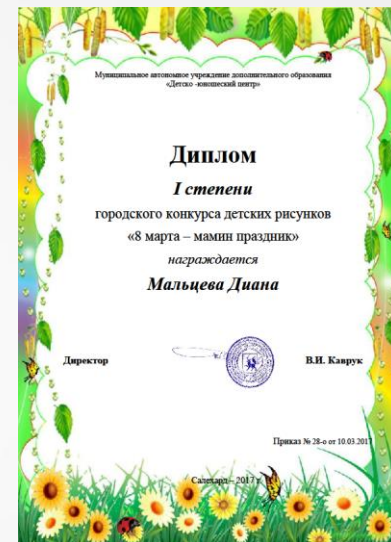 Муниципальное автономное учреждение дополнительного образования
«Детско -юношеский центр»
Диплом
I степени
городского конкурса детских рисунков
«8 марта – мамин праздник»
награждается
Мальцева Диана
Директор
В.И. Каврук
Приказ № 28-о от 10.03.2017
Салехард – 2017 г.